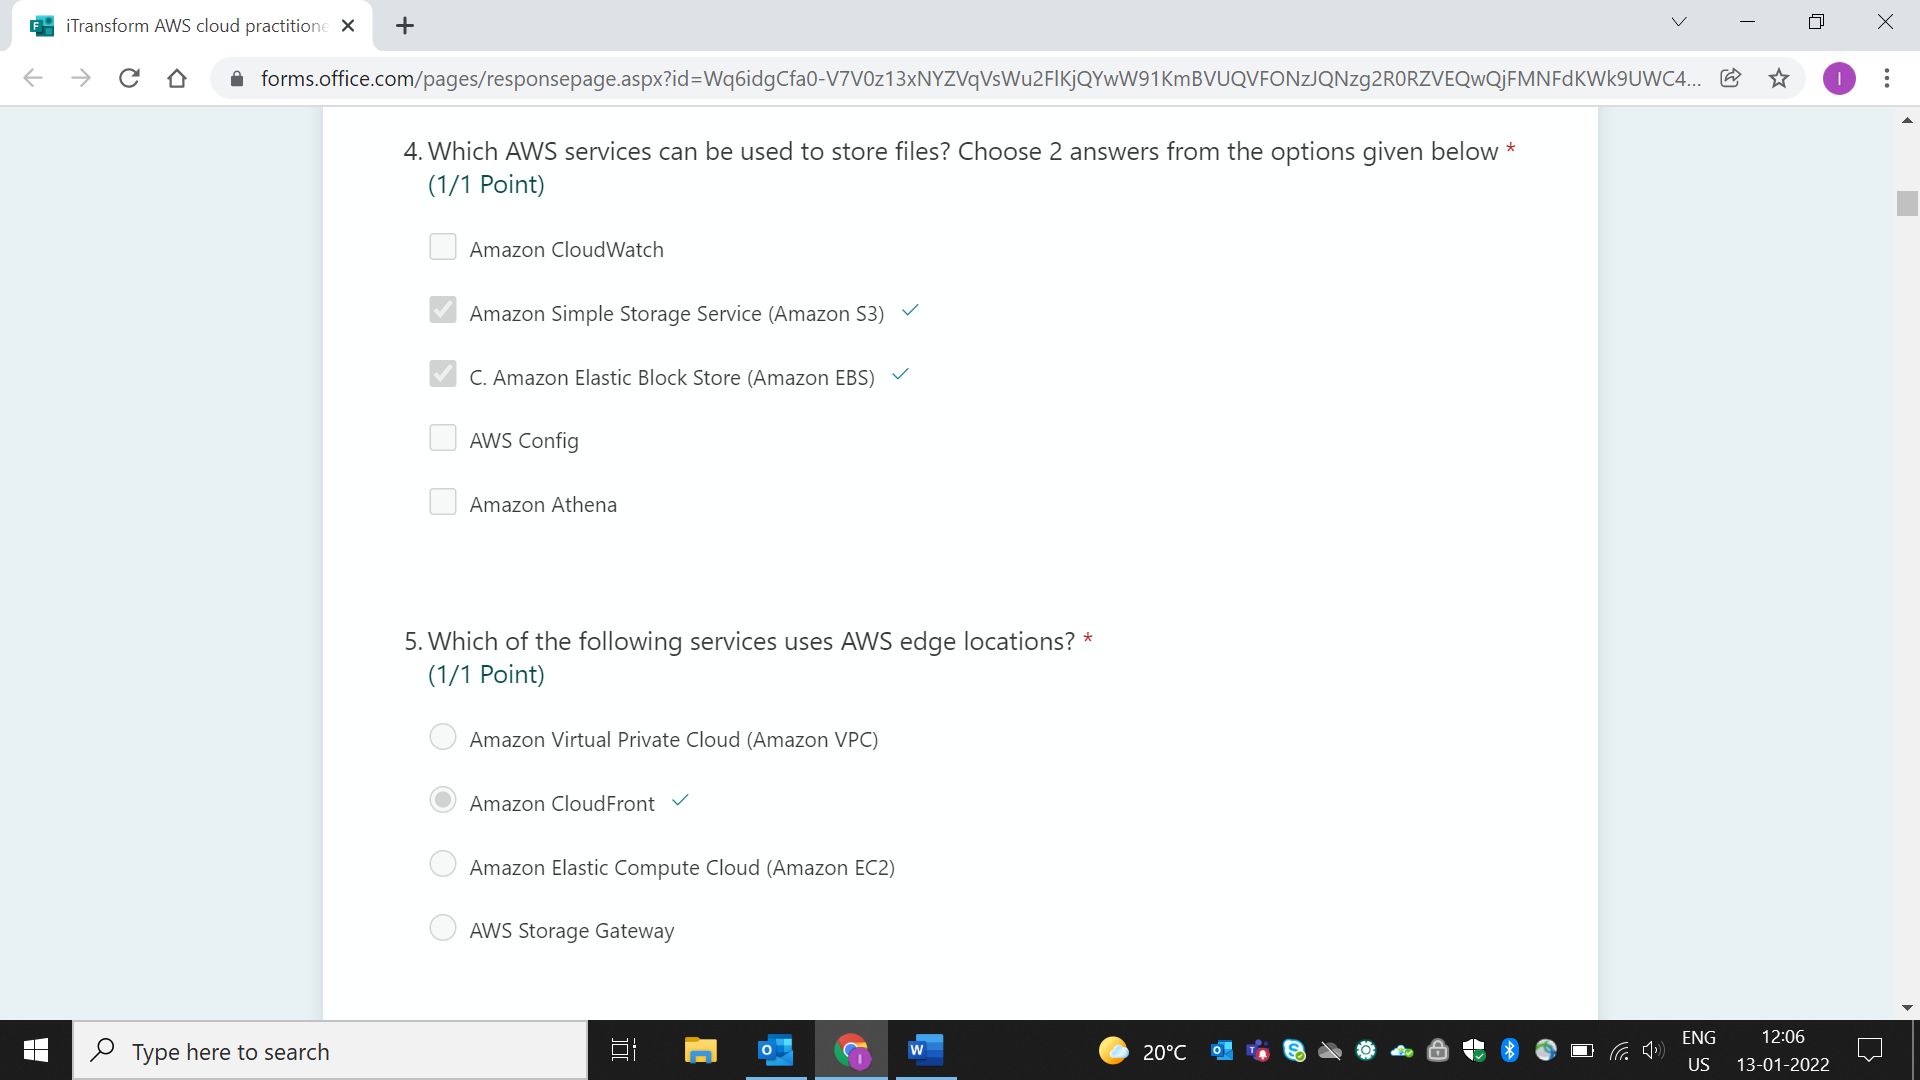 iTransform AWS cloud practitione
forms.office.com/pages/responsepage.aspx?id=Wq6idgCfa0-V7V0z13xNYZVqVsWu2FlKjQYwW91KmBVUQVFONzJQNzg2R0RZVEQwQjFMNFdKWk9UWC4...
I
4. Which AWS services can be used to store files? Choose 2 answers from the options given below *
(1/1 Point)
Amazon CloudWatch
Amazon Simple Storage Service (Amazon S3)
C. Amazon Elastic Block Store (Amazon EBS)
AWS Config
Amazon Athena
5. Which of the following services uses AWS edge locations? *
(1/1 Point)
Amazon Virtual Private Cloud (Amazon VPC)
Amazon CloudFront
Amazon Elastic Compute Cloud (Amazon EC2)
AWS Storage Gateway
Type here to search
20°C
ENG
US
12:06
13-01-2022